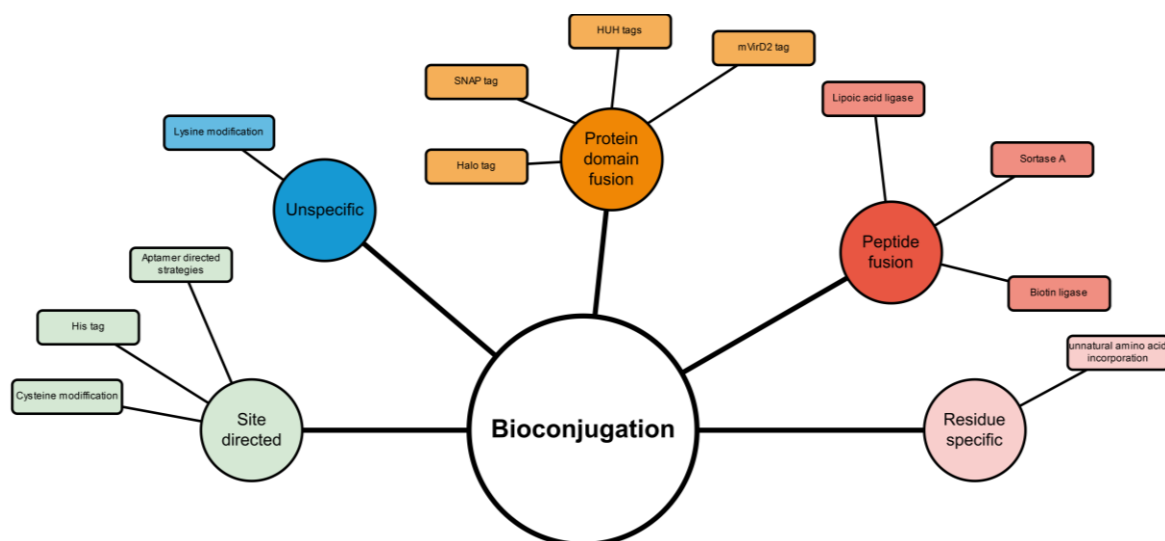 HUH tags
mVirD2 tag
SNAP tag
Lipoic acid ligase
Lysine modification
Protein
domain
fusion
Halo tag
Sortase A
Unspecific
Aptamer directed
strategies
Peptide
fusion
Biotin ligase
His tag
unnatural amino acid
incorporation
Cysteine modiffication
Site
directed
Bioconjugation
Residue
specific